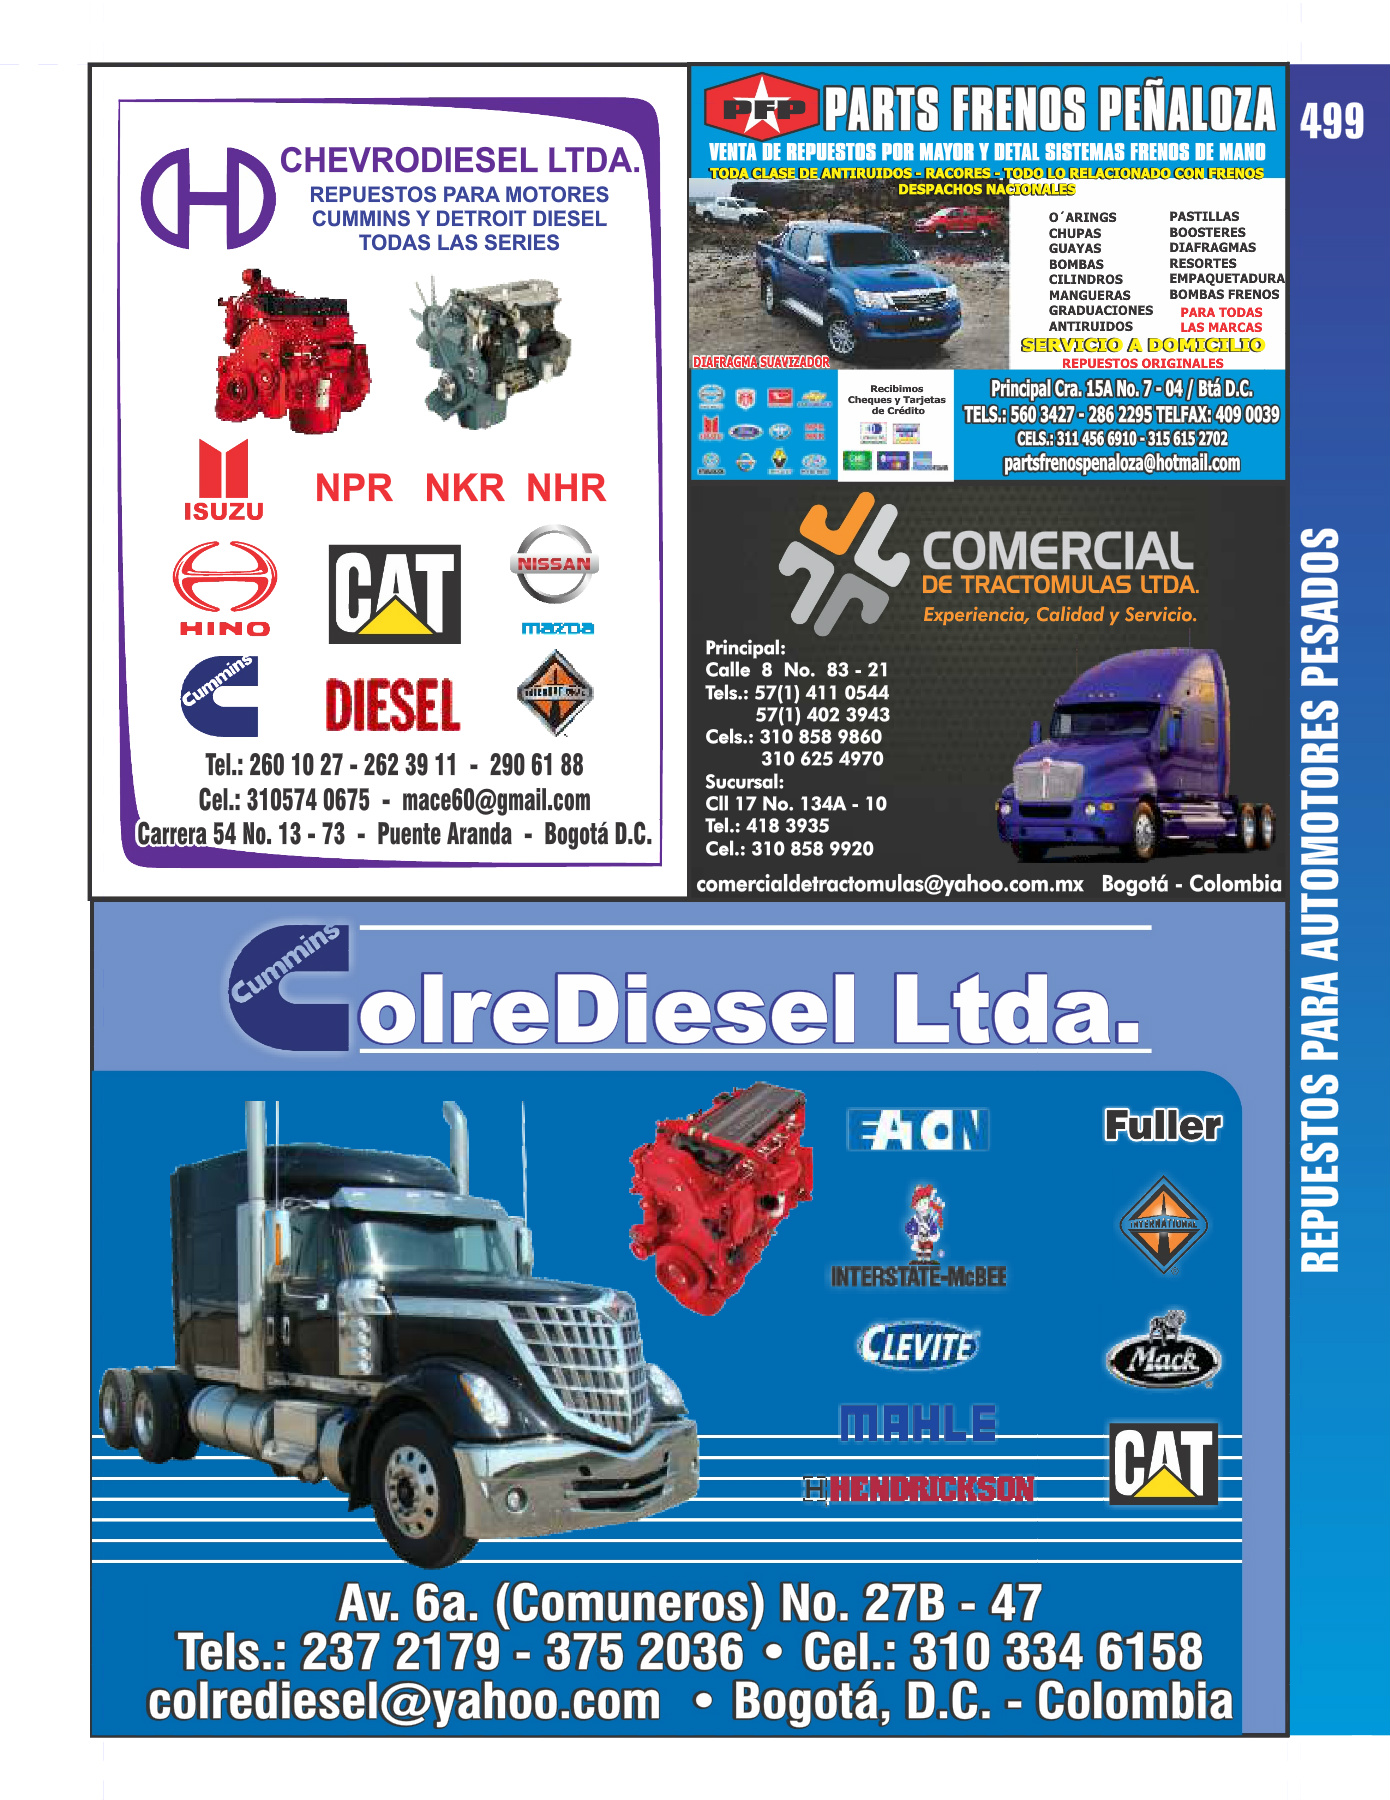 CHEVRODIESEL LTDA.
REPUESTOS PARA MOTORES
CUMMINS Y DETROIT DIESEL
TODAS LAS SERIES
ISUZU
NPR NKR NHR
HINO
CAT
NISSAN
mazda
Cummins
DIESEL
INTERNATIONAL
Tel.: 260 10 27 - 262 39 11 - 290 61 88
Cel.: 310574 0675 - mace60@gmail.com
Carrera 54 No. 13 - 73 - Puente Aranda - Bogotá D.C.
PFP
PARTS FRENOS PEÑALOZA
VENTA DE REPUESTOS POR MAYOR Y DETAL SISTEMAS FRENOS DE MANO
TODA CLASE DE ANTIRUIDOS - RACORES - TODO LO RELACIONADO CON FRENOS
DESPACHOS NACIONALES
O´ARINGS
CHUPAS
GUAYAS
BOMBAS
CILINDROS
MANGUERAS
GRADUACIONES
ANTIRUIDOS
PASTILLAS
BOOSTERES
DIAFRAGMAS
RESORTES
EMPAQUETADURA
BOMBAS FRENOS
PARA TODAS
LAS MARCAS
SERVICIO A DOMICILIO
REPUESTOS ORIGINALES
DIAFRAGMA SUAVIZADOR
Recibimos
Cheques y Tarjetas
de Crédito
Principal Cra. 15A No. 7 - 04 / Btá D.C.
TELS.: 560 3427 - 286 2295 TELFAX: 409 0039
CELS.: 311 456 6910 - 315 615 2702
partsfrenospenaloza@hotmail.com
COMERCIAL
DE TRACTOMULAS LTDA.
Experiencia, Calidad y Servicio.
Principal:
Calle 8 No. 83 - 21
Tels.: 57(1) 411 0544
57(1) 402 3943
Cels.: 310 858 9860
310 625 4970
Sucursal:
Cll 17 No. 134A - 10
Tel.: 418 3935
Cel.: 310 858 9920
comercialdetractomulas@yahoo.com.mx Bogotá - Colombia
Cummins
olreDiesel Ltda.
EATON
Fuller
INTERSTATE-McBEE
INTERNATIONAL
CLEVITE
Mack
MAHLE
HENDRICKSON
CAT
Av. 6a. (Comuneros) No. 27B - 47
Tels.: 237 2179 - 375 2036 • Cel.: 310 334 6158
colrediesel@yahoo.com • Bogotá, D.C. - Colombia
499
REPUESTOS PARA AUTOMOTORES PESADOS